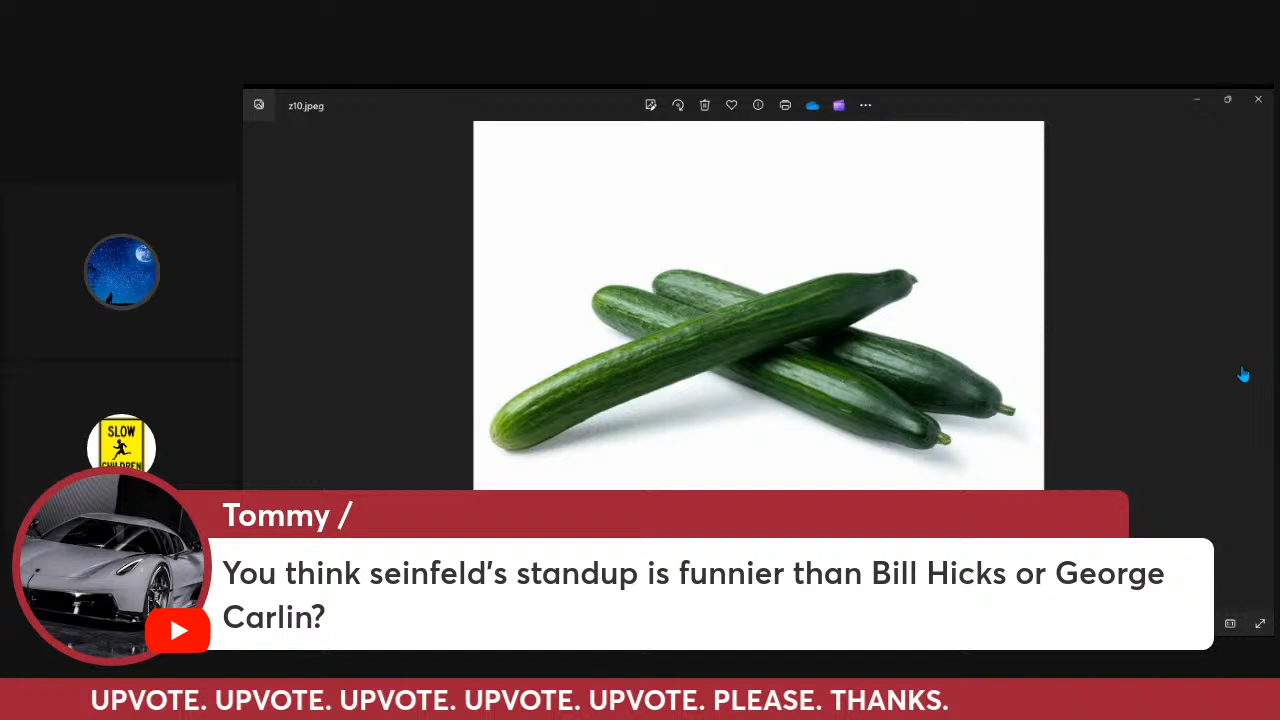 z10.jpeg
SLOW
CHILDREN
Tommy /
You think seinfeld's standup is funnier than Bill Hicks or George
Carlin?
UPVOTE. UPVOTE. UPVOTE. UPVOTE. UPVOTE. PLEASE. THANKS.